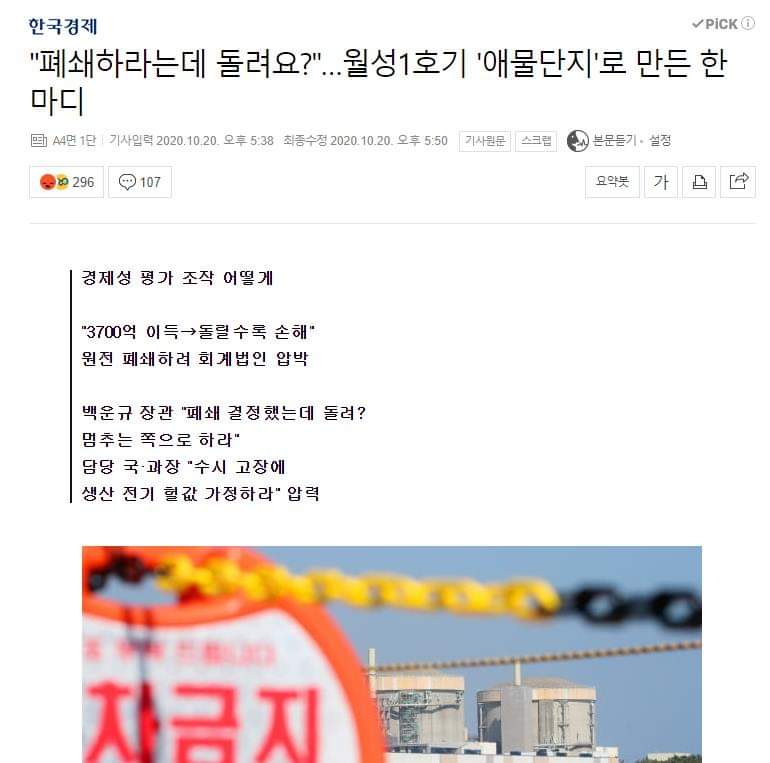 한국경제
✓PiCK ⓘ
"폐쇄하라는데 돌려요?"...월성1호기 '애물단지'로 만든 한
마디
A4면 1단 기사입력 2020.10.20. 오후 5:38 최종수정 2020.10.20. 오후 5:50 기사원문 스크랩 본문듣기 · 설정
296 107 요약봇 가
경제성 평가 조작 어떻게
"3700억 이득→돌릴수록 손해"
원전 폐쇄하려 회계법인 압박
백운규 장관 "폐쇄 결정했는데 돌려?
멈추는 쪽으로 하라"
담당 국·과장 "수시 고장에
생산 전기 헐값 가정하라" 압력
금지